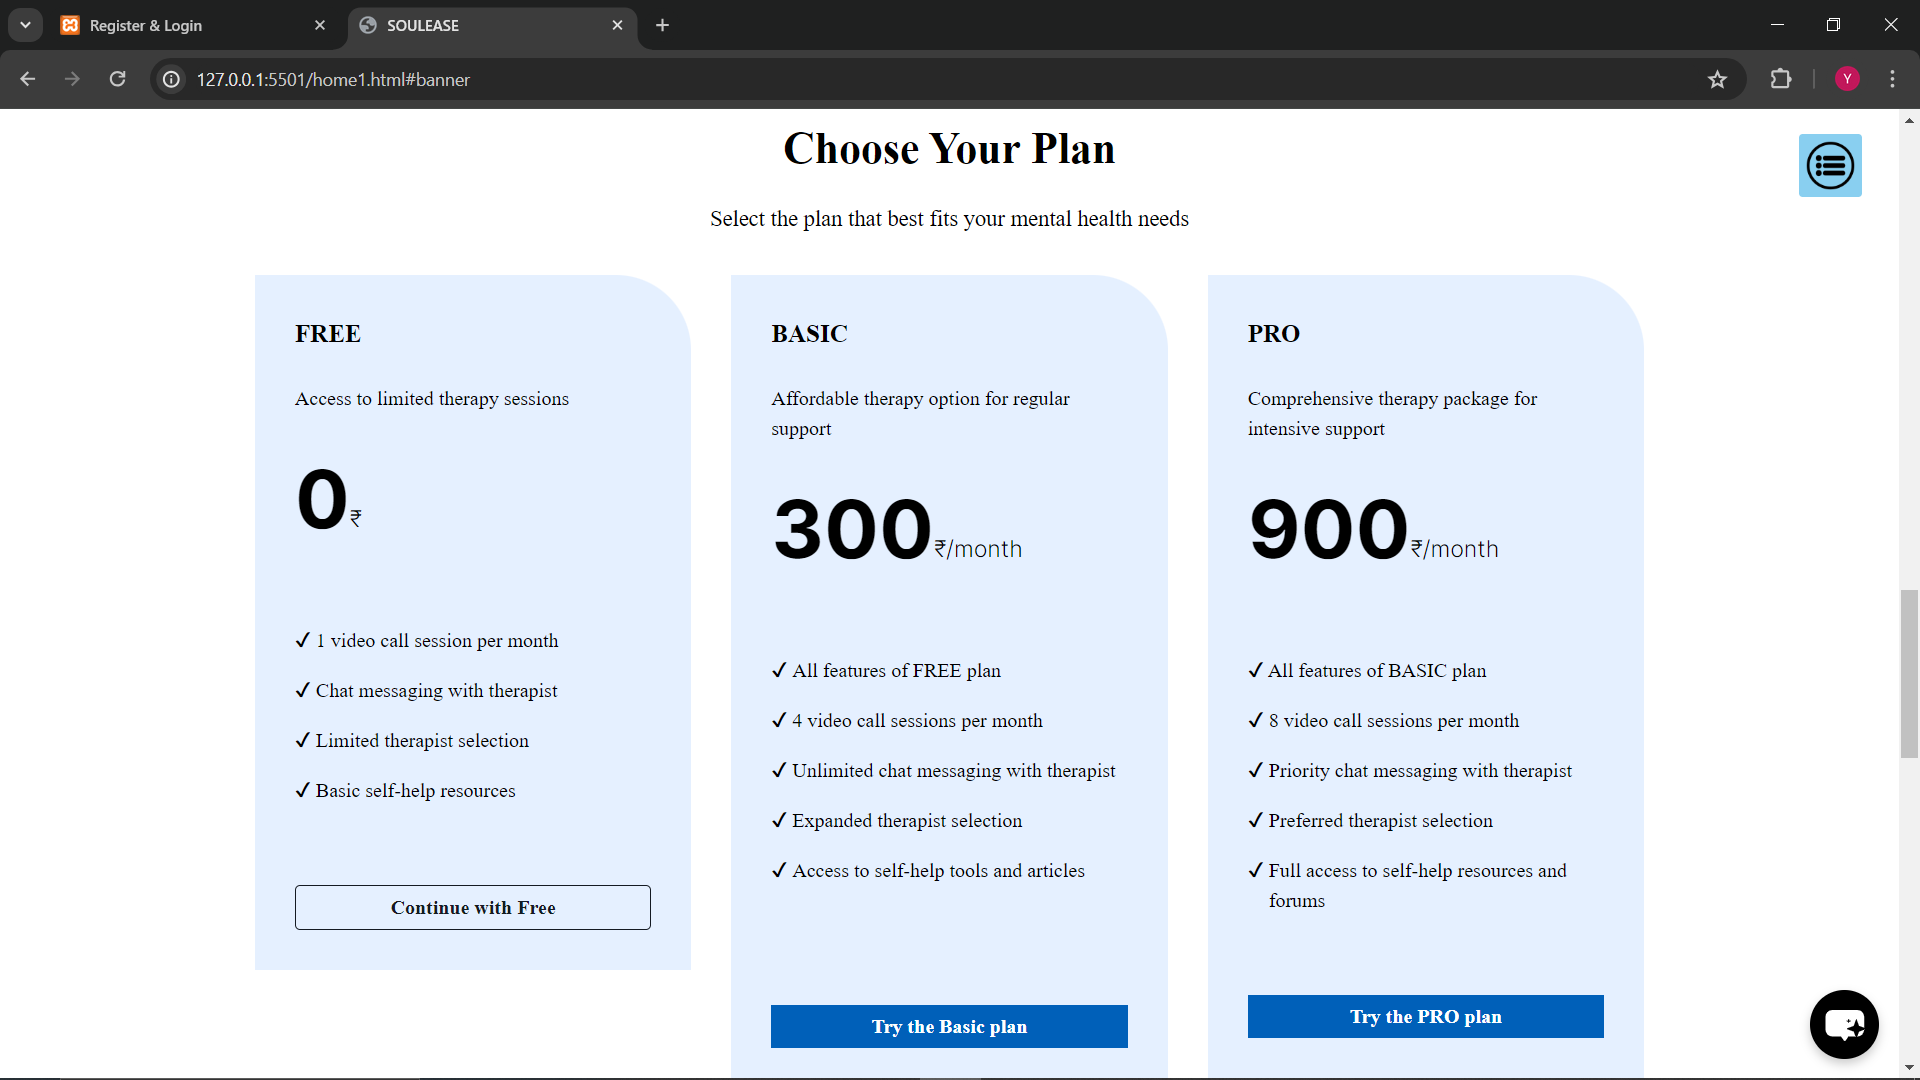 Register & Login
SOULEASE
127.0.0.1:5501/home1.html#banner
Y
Choose Your Plan
Select the plan that best fits your mental health needs
FREE
Access to limited therapy sessions
0₹
✓ 1 video call session per month
✓ Chat messaging with therapist
✓ Limited therapist selection
✓ Basic self-help resources
Continue with Free
BASIC
Affordable therapy option for regular
support
300₹/month
✓ All features of FREE plan
✓ 4 video call sessions per month
✓ Unlimited chat messaging with therapist
✓ Expanded therapist selection
✓ Access to self-help tools and articles
Try the Basic plan
PRO
Comprehensive therapy package for
intensive support
900₹/month
✓ All features of BASIC plan
✓ 8 video call sessions per month
✓ Priority chat messaging with therapist
✓ Preferred therapist selection
✓ Full access to self-help resources and
forums
Try the PRO plan